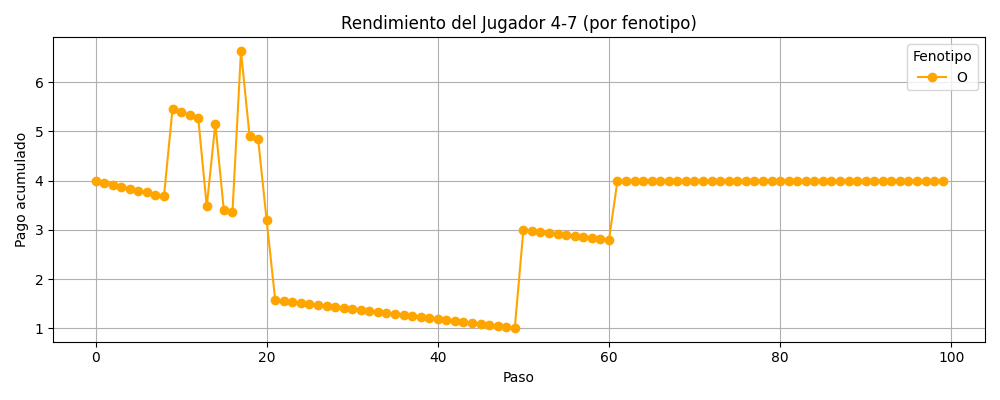 Rendimiento del Jugador 4-7 (por fenotipo)
Pago acumulado
6
5
4
3
2
1
Fenotipo
O
0
20
40
60
80
100
Paso